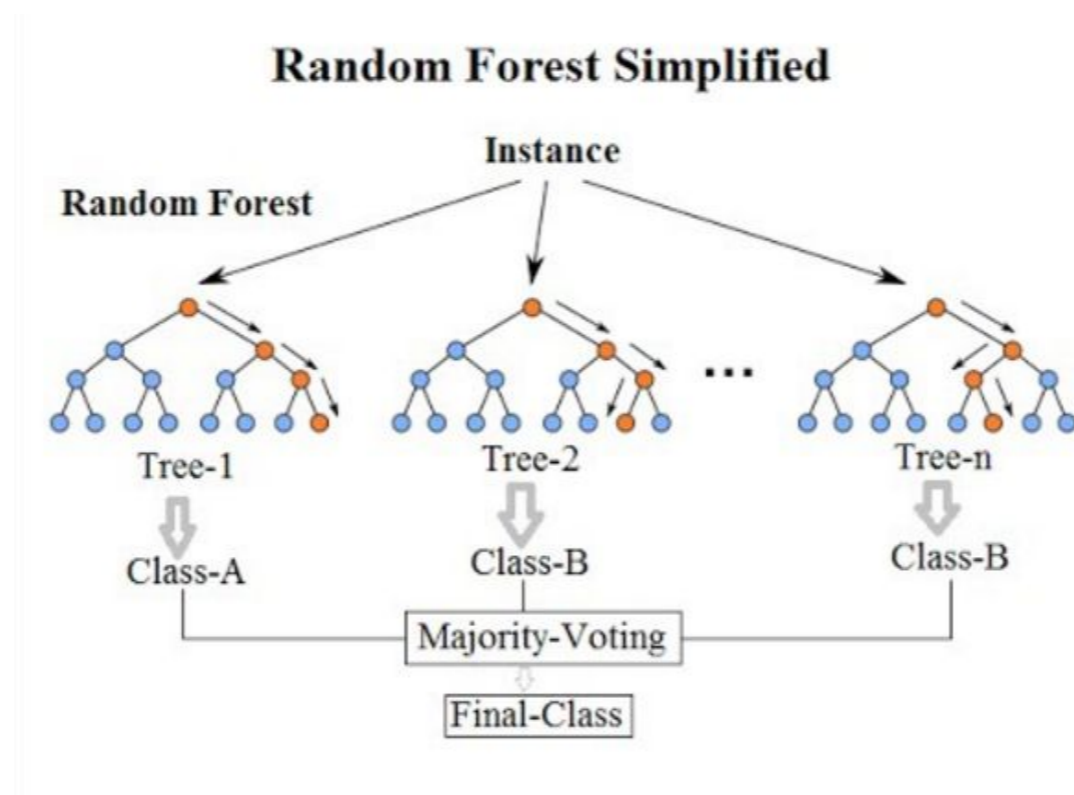 Random Forest Simplified
Instance
Random Forest
...
Tree-1
Tree-2
Tree-n
Class-A
Class-B
Class-B
Majority-Voting
Final-Class